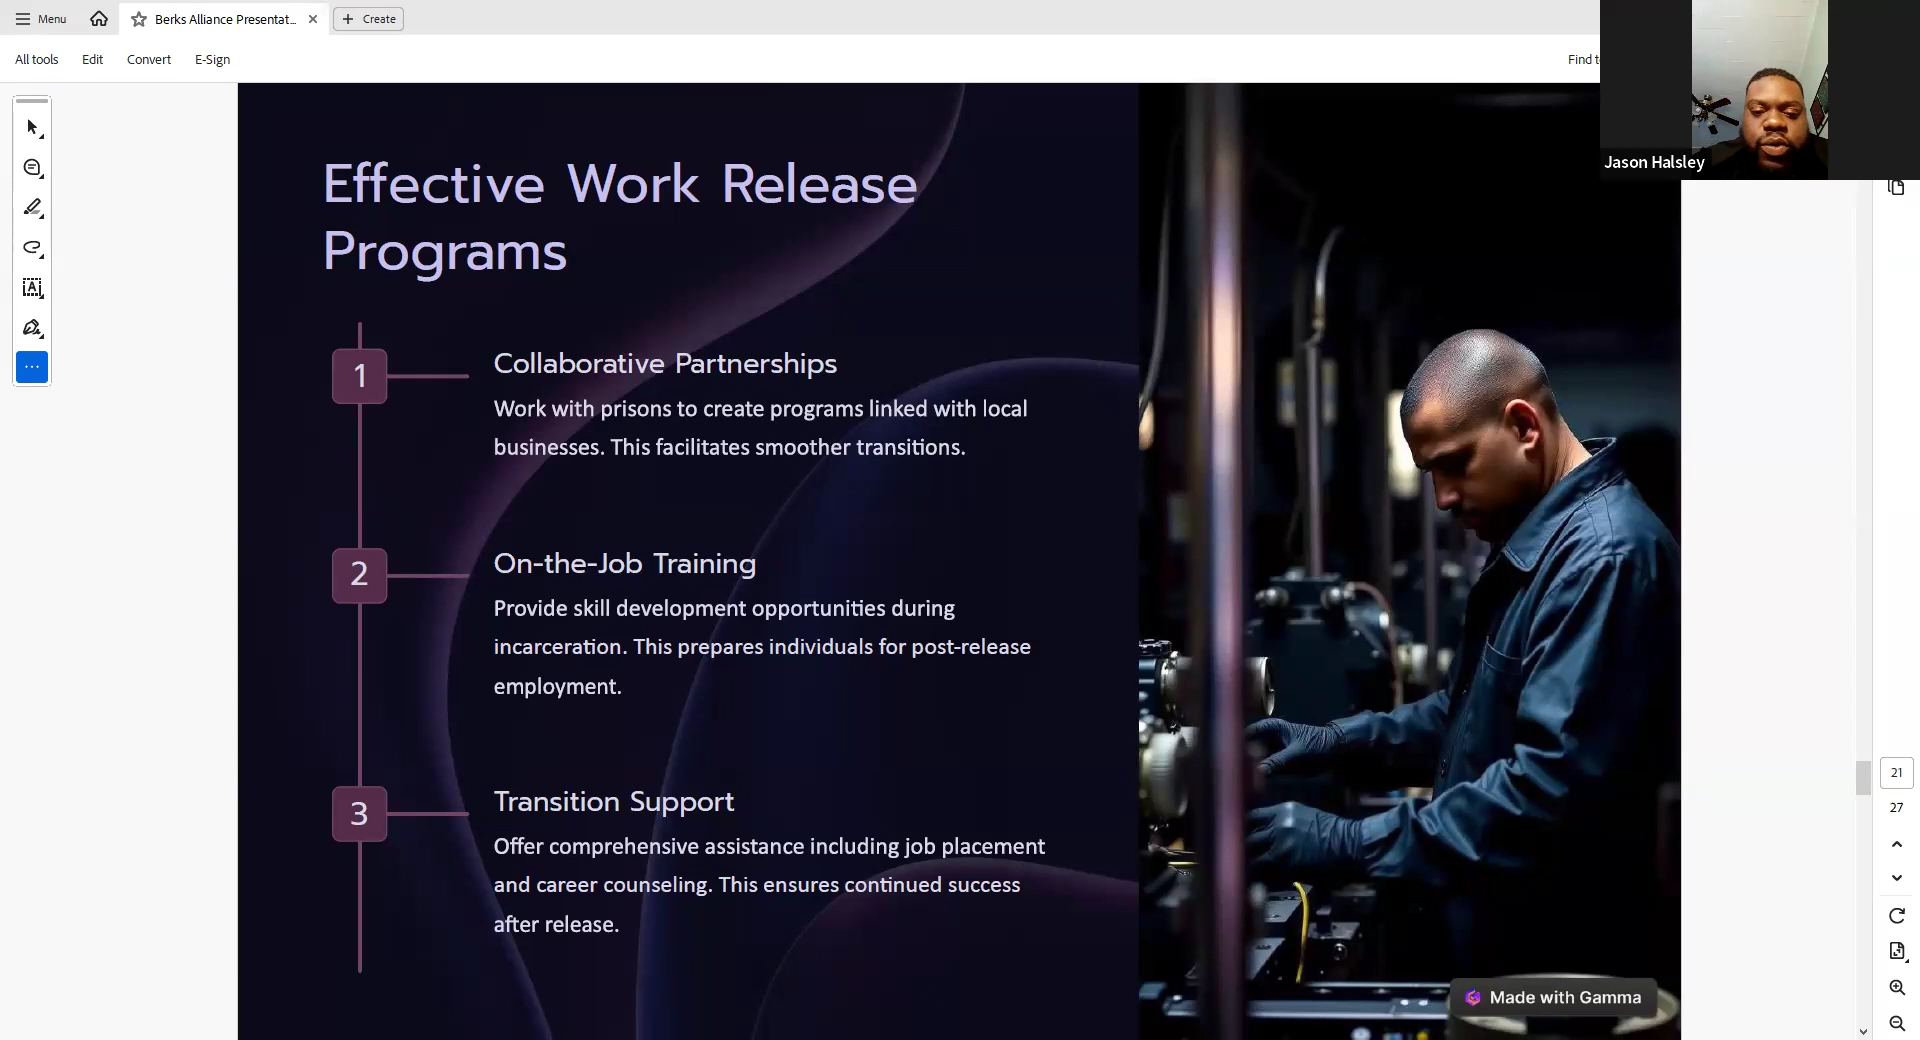 Menu
Berks Alliance Presentat...
Create
All tools
Edit
Convert
E-Sign
Find
Jason Halsley
Effective Work Release
Programs
1
Collaborative Partnerships
Work with prisons to create programs linked with local
businesses. This facilitates smoother transitions.
2
On-the-Job Training
Provide skill development opportunities during
incarceration. This prepares individuals for post-release
employment.
3
Transition Support
Offer comprehensive assistance including job placement
and career counseling. This ensures continued success
after release.
Made with Gamma
21
27